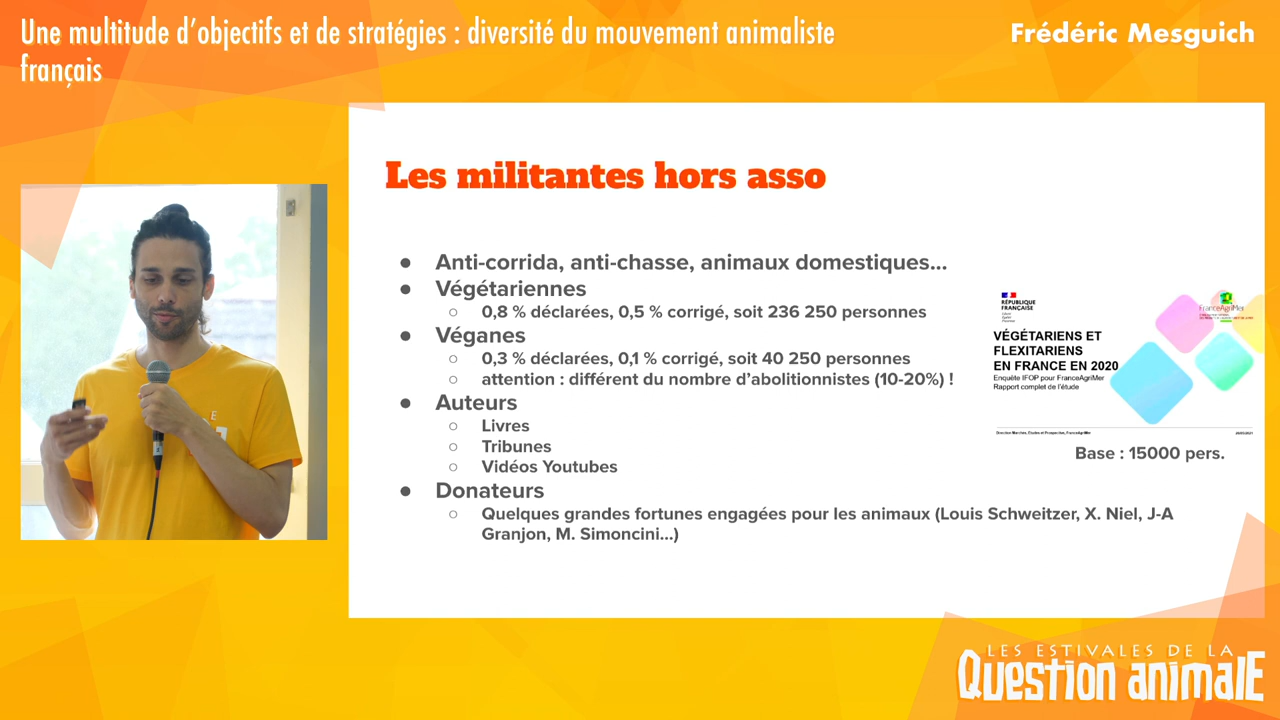 Une multitude d'objectifs et de stratégies : diversité du mouvement animaliste
français
Frédéric Mesguich
Les militantes hors asso
● Anti-corrida, anti-chasse, animaux domestiques...
● Végétariennes
○ 0,8 % déclarées, 0,5 % corrigé, soit 236 250 personnes
● Véganes
○ 0,3 % déclarées, 0,1 % corrigé, soit 40 250 personnes
○ attention : différent du nombre d'abolitionnistes (10-20%) !
● Auteurs
○ Livres
○ Tribunes
○ Vidéos Youtubes
● Donateurs
○ Quelques grandes fortunes engagées pour les animaux (Louis Schweitzer, X. Niel, J-A
Granjon, M. Simoncini...)
RÉPUBLIQUE
FRANÇAISE
FranceAgriMer
VÉGÉTARIENS ET
FLEXITARIENS
EN FRANCE EN 2020
Enquête IFOP pour FranceAgriMer
Rapport complet de l'étude
Base : 15000 pers.
LES ESTIVALES DE LA
QUESTION ANIMALE